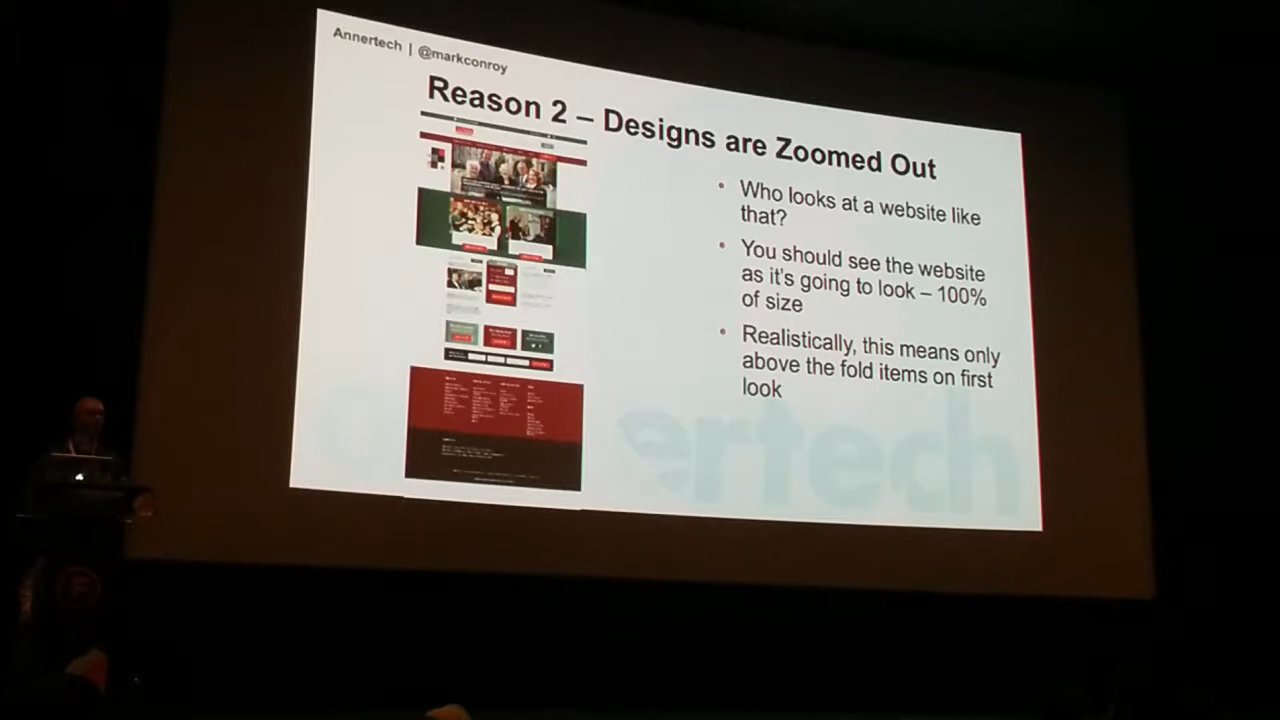 Annertech | @markconroy
Reason 2 – Designs are Zoomed Out
• Who looks at a website like
that?
• You should see the website
as it's going to look – 100%
of size
• Realistically, this means only
above the fold items on first
look
ertech